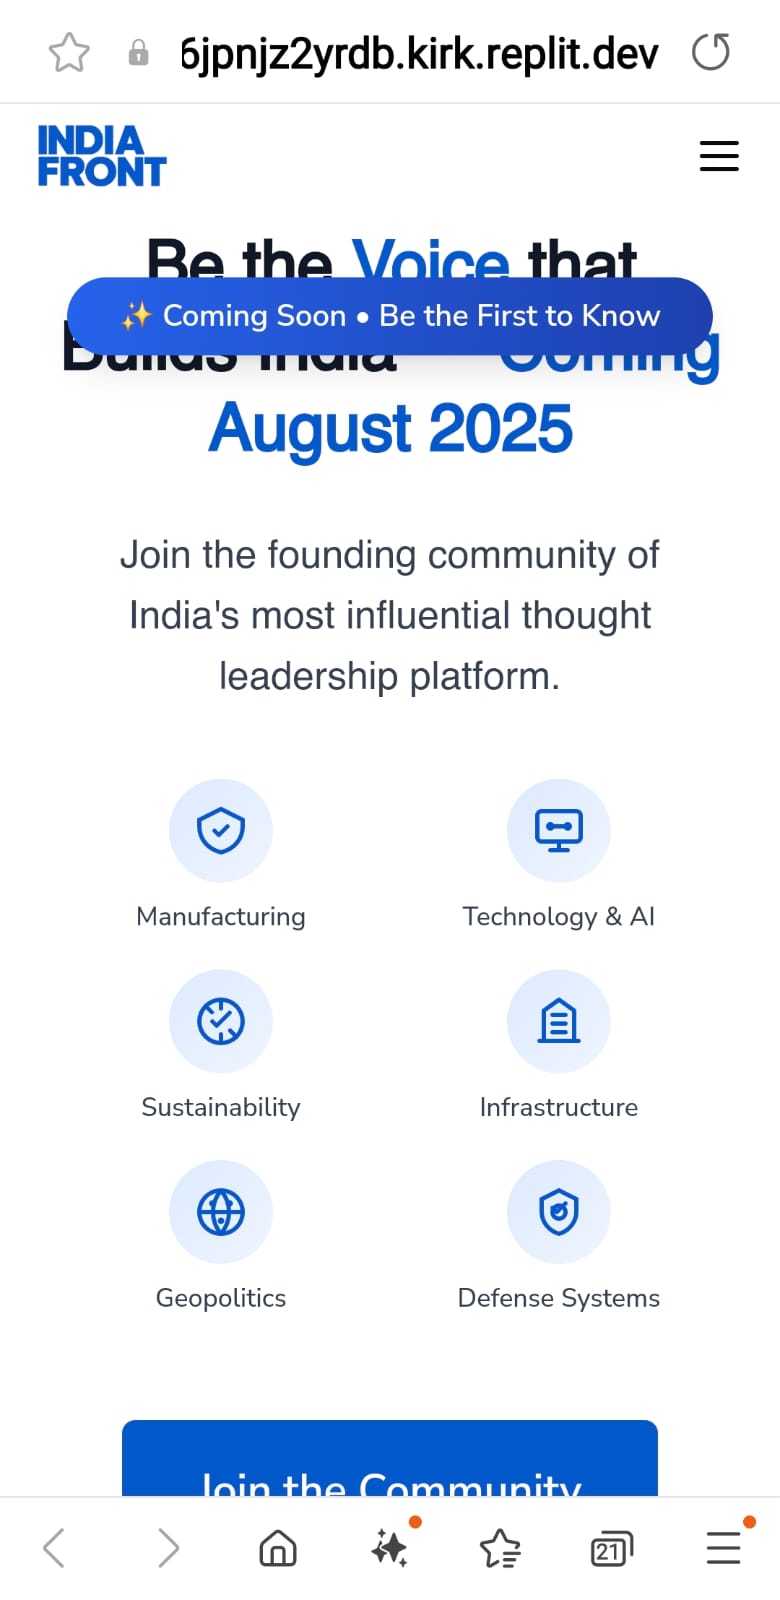 6jpnjz2yrdb.kirk.replit.dev
INDIA
FRONT
Be the Voice that
✨ Coming Soon • Be the First to Know
Builds India Coming
August 2025
Join the founding community of
India's most influential thought
leadership platform.
Manufacturing
Technology & AI
Sustainability
Infrastructure
Geopolitics
Defense Systems
Join the Community
21